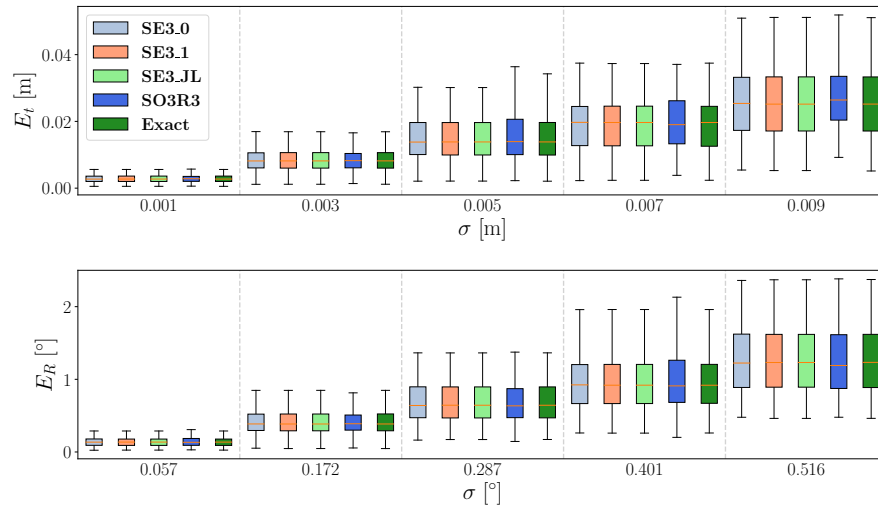 E_t [m]
0.04
0.02
0.00
SE3_0
SE3_1
SE3_JL
SO3R3
Exact
0.001 0.003 0.005 0.007 0.009
σ [m]
E_R [°]
2
1
0
0.057 0.172 0.287 0.401 0.516
σ [°]